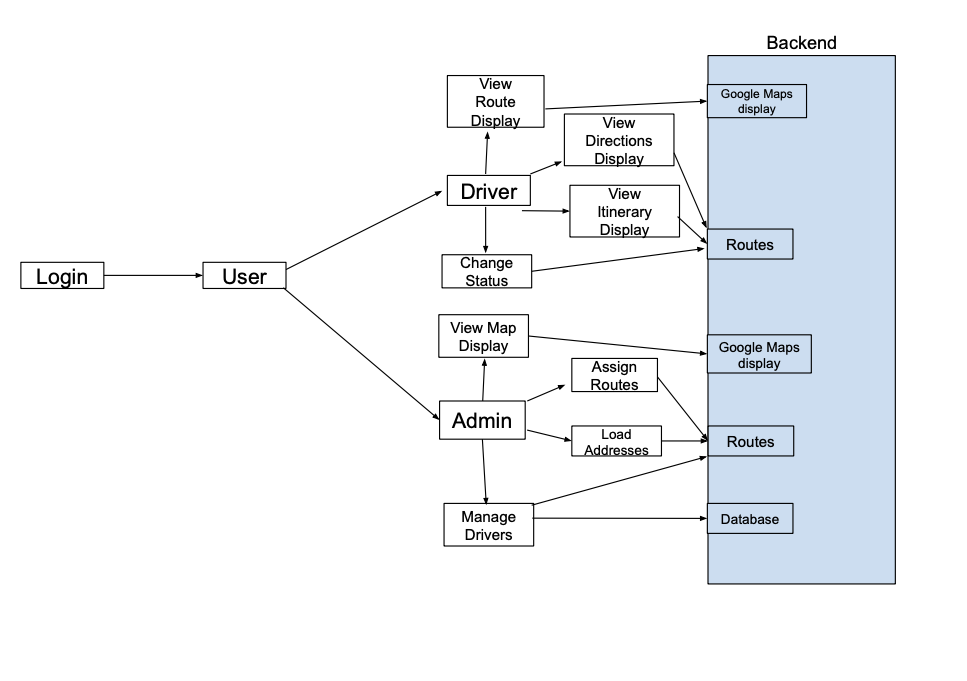 Backend
View
Route
Display
Google Maps
display
View
Directions
Display
Driver
View
Itinerary
Display
Routes
Change
Status
Login
User
View Map
Display
Google Maps
display
Assign
Routes
Admin
Load
Addresses
Routes
Manage
Drivers
Database